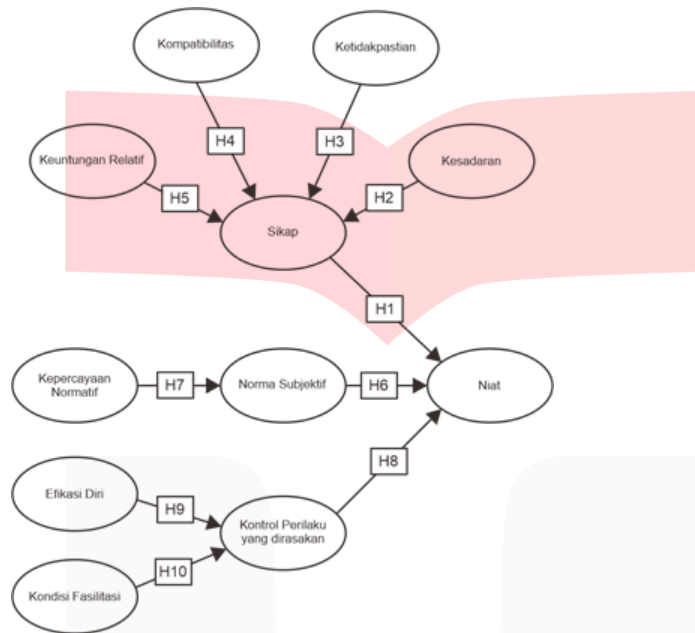 Kompatibilitas
Ketidakpastian
H4
H3
Keuntungan Relatif
Kesadaran
H5
H2
Sikap
H1
Kepercayaan
Normatif
H7
Norma Subjektif
H6
Niat
H8
Efikasi Diri
H9
Kontrol Perilaku
yang dirasakan
H10
Kondisi Fasilitasi